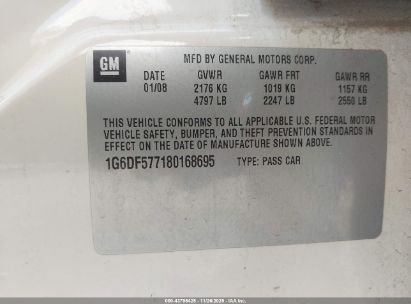 GM
MFD BY GENERAL MOTORS CORP.
DATE GVWR GAWR FRT GAWR RR
01/08 2176 KG 1019 KG 1157 KG
4797 LB 2247 LB 2550 LB
THIS VEHICLE CONFORMS TO ALL APPLICABLE U.S. FEDERAL MOTOR
VEHICLE SAFETY, BUMPER, AND THEFT PREVENTION STANDARDS IN
EFFECT ON THE DATE OF MANUFACTURE SHOWN ABOVE.
1G6DF577180168695 TYPE: PASS CAR